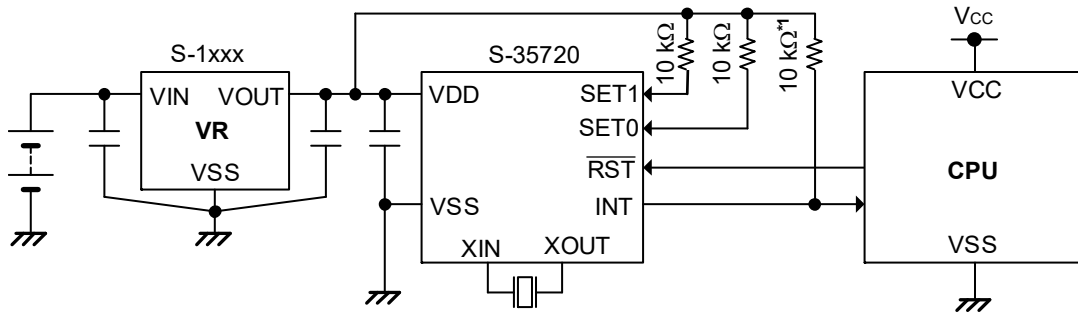 S-1xxx
VIN VOUT
VR
VSS
S-35720
VDD
VSS
SET1
SET0
RST
INT
XIN XOUT
10 kΩ
10 kΩ
10 kΩ*1
VCC
VCC
CPU
VSS